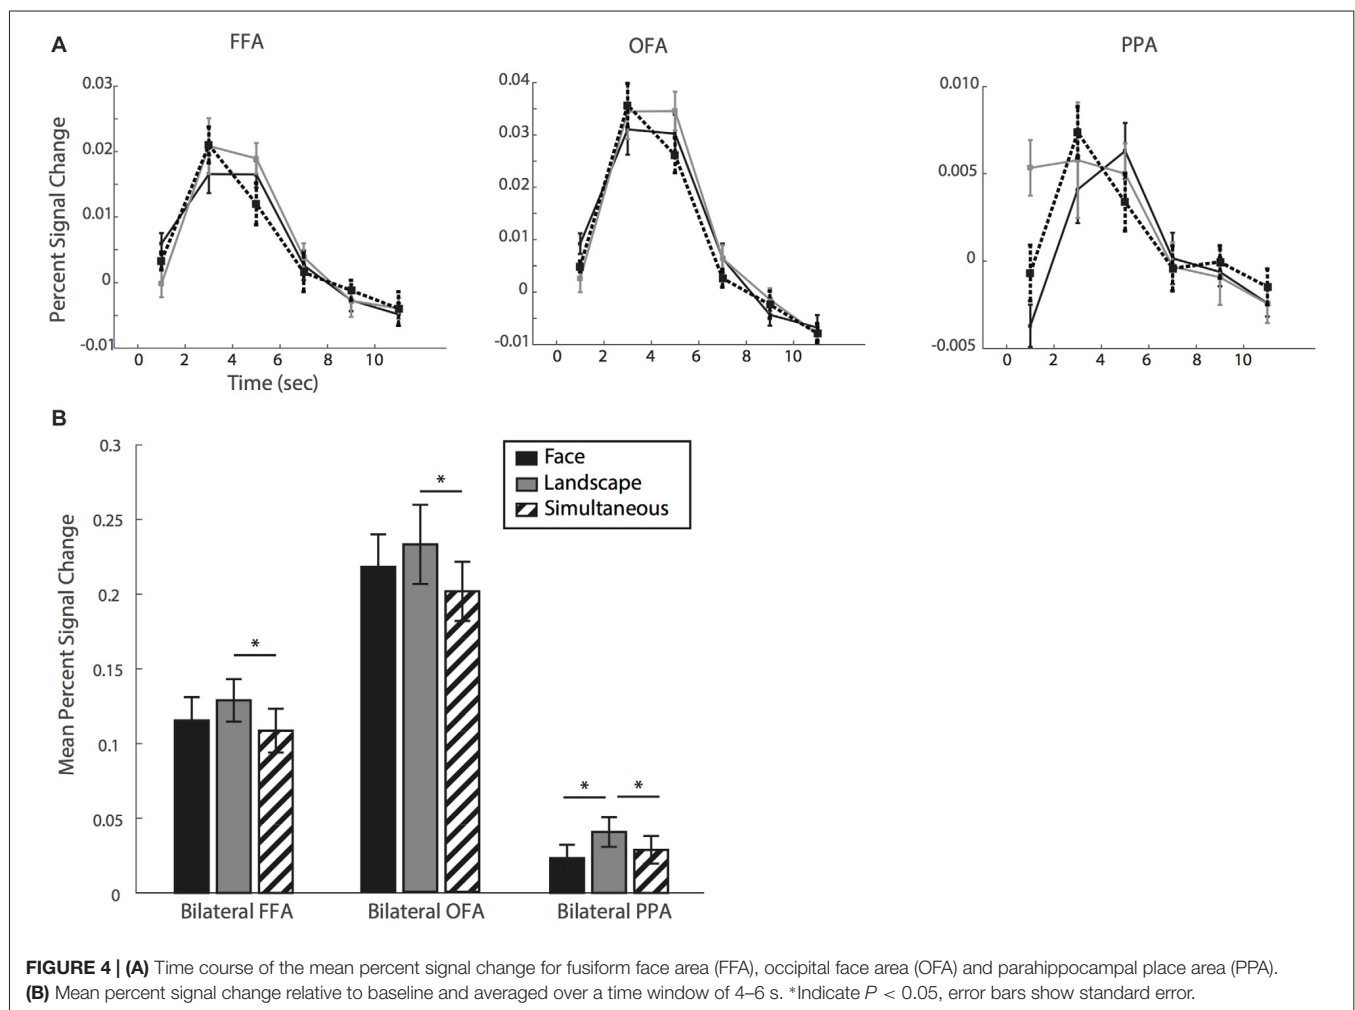 A
FFA
OFA
PPA
Percent Signal Change
0.03
0.02
0.01
0
-0.01
0 2 4 6 8 10
Time (sec)
0.04
0.03
0.02
0.01
0
-0.01
0 2 4 6 8 10
0.010
0.005
0
-0.005
0 2 4 6 8 10
B
Mean Percent Signal Change
0.3
0.25
0.2
0.15
0.1
0.05
0
Face
Landscape
Simultaneous
*
*
* *
Bilateral FFA Bilateral OFA Bilateral PPA
FIGURE 4 | (A) Time course of the mean percent signal change for fusiform face area (FFA), occipital face area (OFA) and parahippocampal place area (PPA).
(B) Mean percent signal change relative to baseline and averaged over a time window of 4–6 s. *Indicate P < 0.05, error bars show standard error.